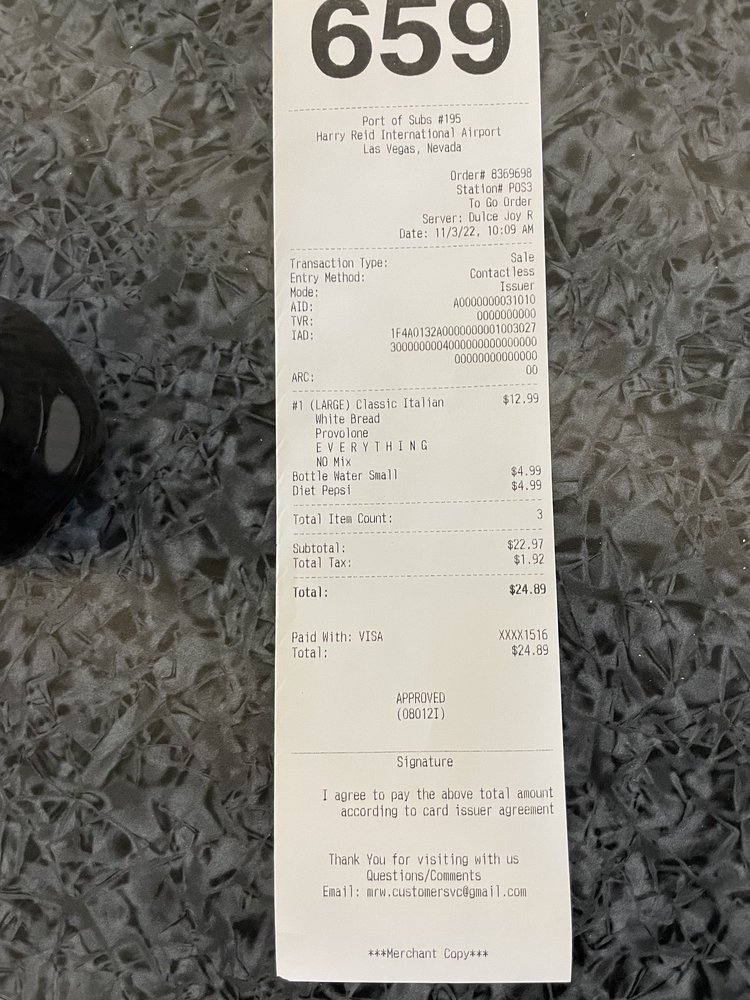 659
Port of Subs #195
Harry Reid International Airport
Las Vegas, Nevada
Order# 8369698
Station# POS3
To Go Order
Server: Dulce Joy R
Date: 11/3/22, 10:09 AM
Transaction Type: Sale
Entry Method: Contactless
Mode: Issuer
AID: A0000000031010
TVR: 0000000000
IAD: 1F4A0132A0000000001003027
3000000004000000000000000
00000000000000
ARC: 00
#1 (LARGE) Classic Italian $12.99
White Bread
Provolone
E V E R Y T H I N G
NO Mix
Bottle Water Small $4.99
Diet Pepsi $4.99
Total Item Count: 3
Subtotal: $22.97
Total Tax: $1.92
Total: $24.89
Paid With: VISA XXXX1516
Total: $24.89
APPROVED
(08012I)
Signature
I agree to pay the above total amount
according to card issuer agreement
Thank You for visiting with us
Questions/Comments
Email: mrw.customersvc@gmail.com
***Merchant Copy***